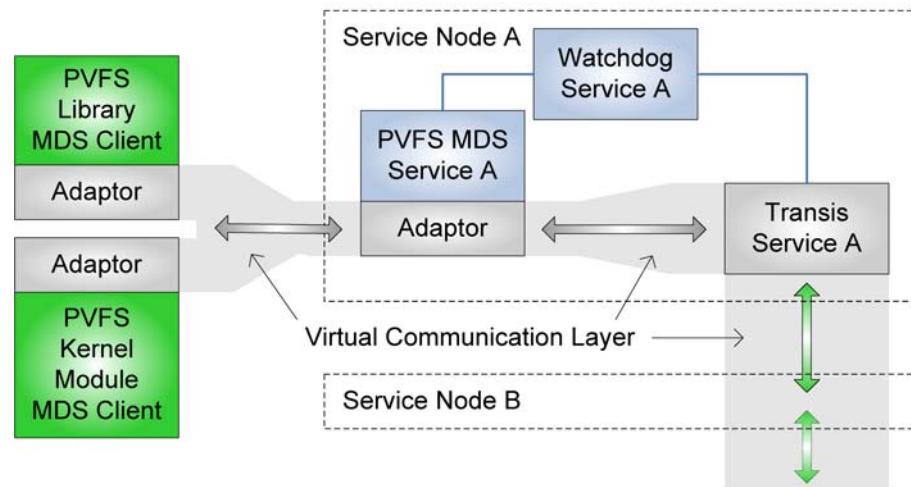 Service Node A
Watchdog
Service A
PVFS
Library
MDS Client
Adaptor
PVFS MDS
Service A
Adaptor
Transis
Service A
Adaptor
PVFS
Kernel
Module
MDS Client
Virtual Communication Layer
Service Node B